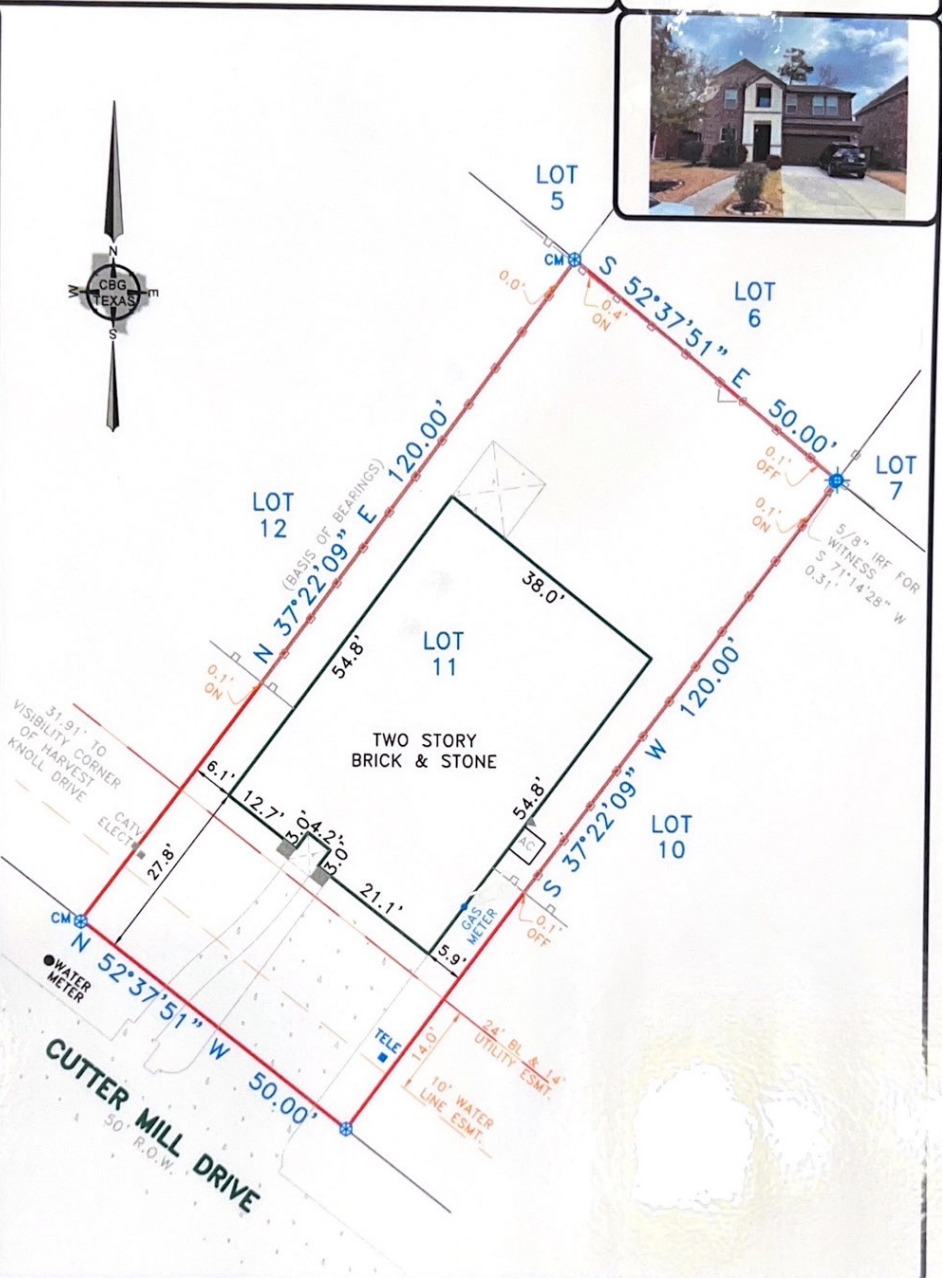 N
W
CBG
TEXAS
E
S
LOT
5
CM
0.0'
0.4'
ON
S 52°37'51" E 50.00'
LOT
6
0.1'
OFF
LOT
7
0.1'
ON
5/8" IRF FOR
WITNESS
S 71°14'28" W
0.31'
LOT
12
(BASIS OF BEARINGS)
N 37°22'09" E 120.00'
38.0'
54.8'
LOT
11
0.1'
ON
TWO STORY
BRICK & STONE
S 37°22'09" W 120.00'
54.8'
AC
LOT
10
31.91' TO
VISIBILITY CORNER
OF HARVEST
KNOLL DRIVE
6.1'
12.7'
3.0'
4.2'
3.0'
21.1'
CATV
ELECT
27.8'
GAS
METER
0.1'
OFF
5.9'
CM
WATER
METER
N 52°37'51" W 50.00'
TELE
14.0'
24' BL & 14'
UTILITY ESMT.
10' WATER
LINE ESMT.
CUTTER MILL DRIVE
50' R.O.W.